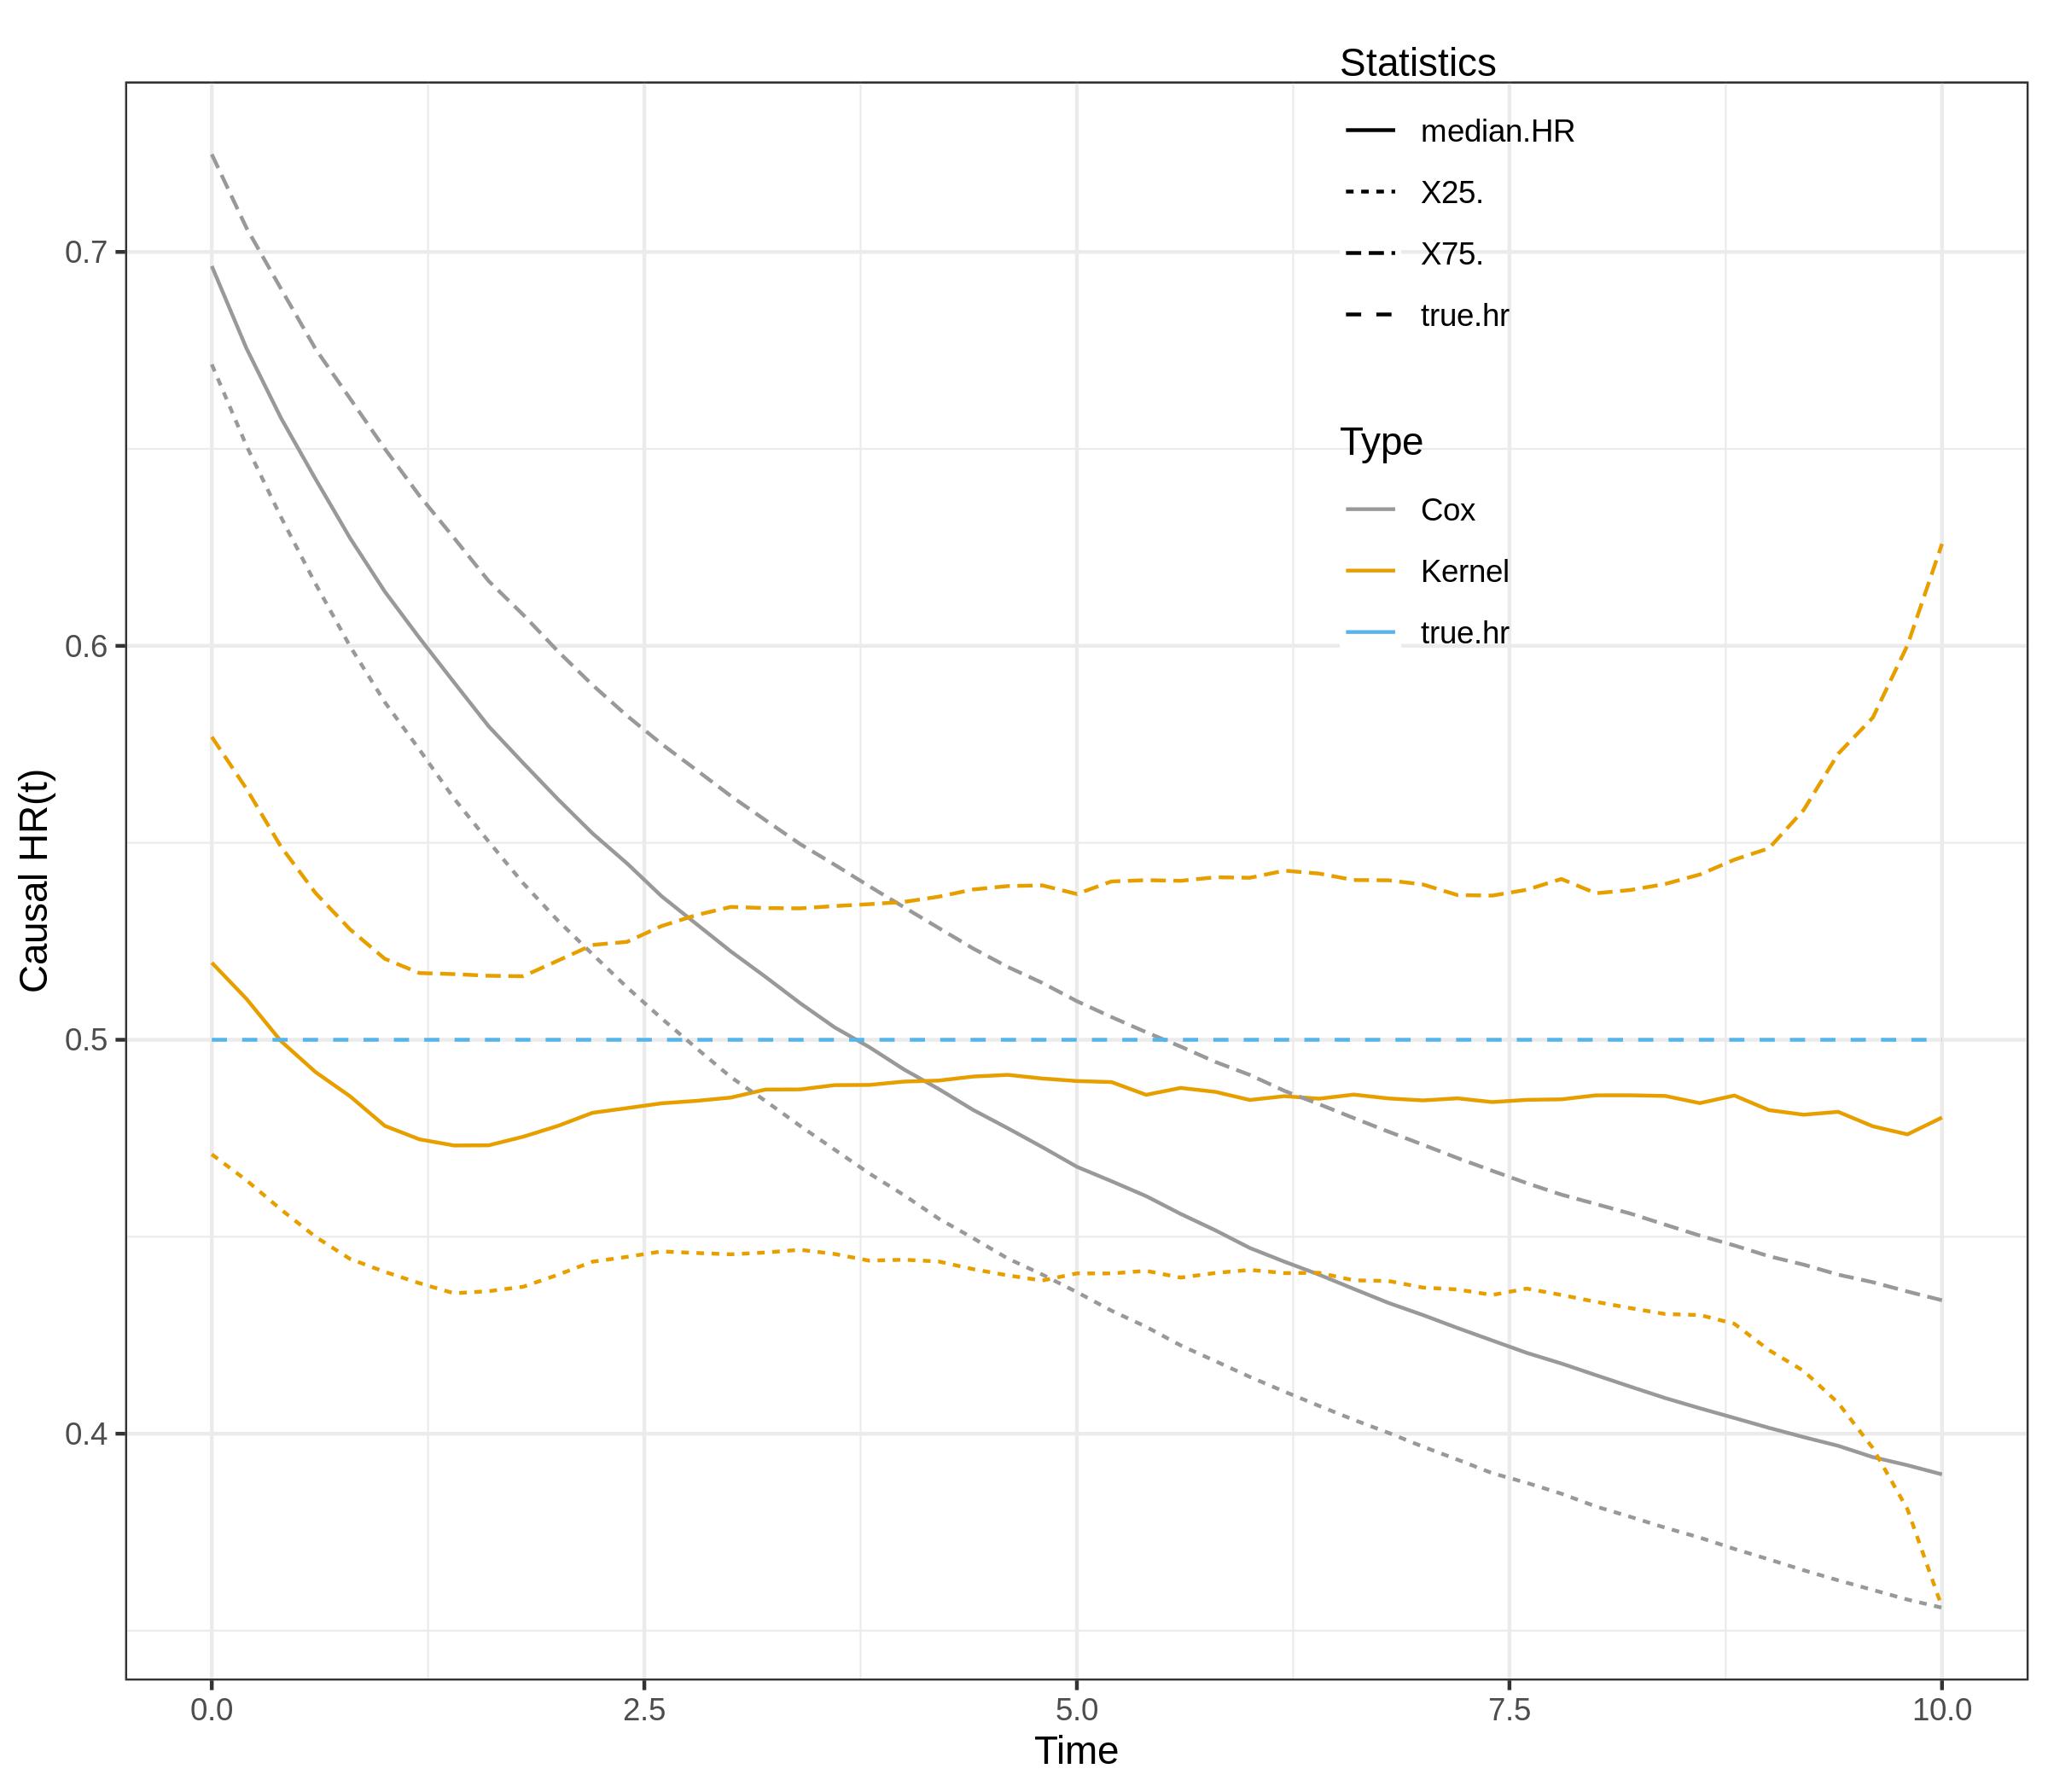 Statistics
median.HR
X25.
X75.
true.hr
Type
Cox
Kernel
true.hr
Causal HR(t)
0.7
0.6
0.5
0.4
0.0 2.5 5.0 7.5 10.0
Time